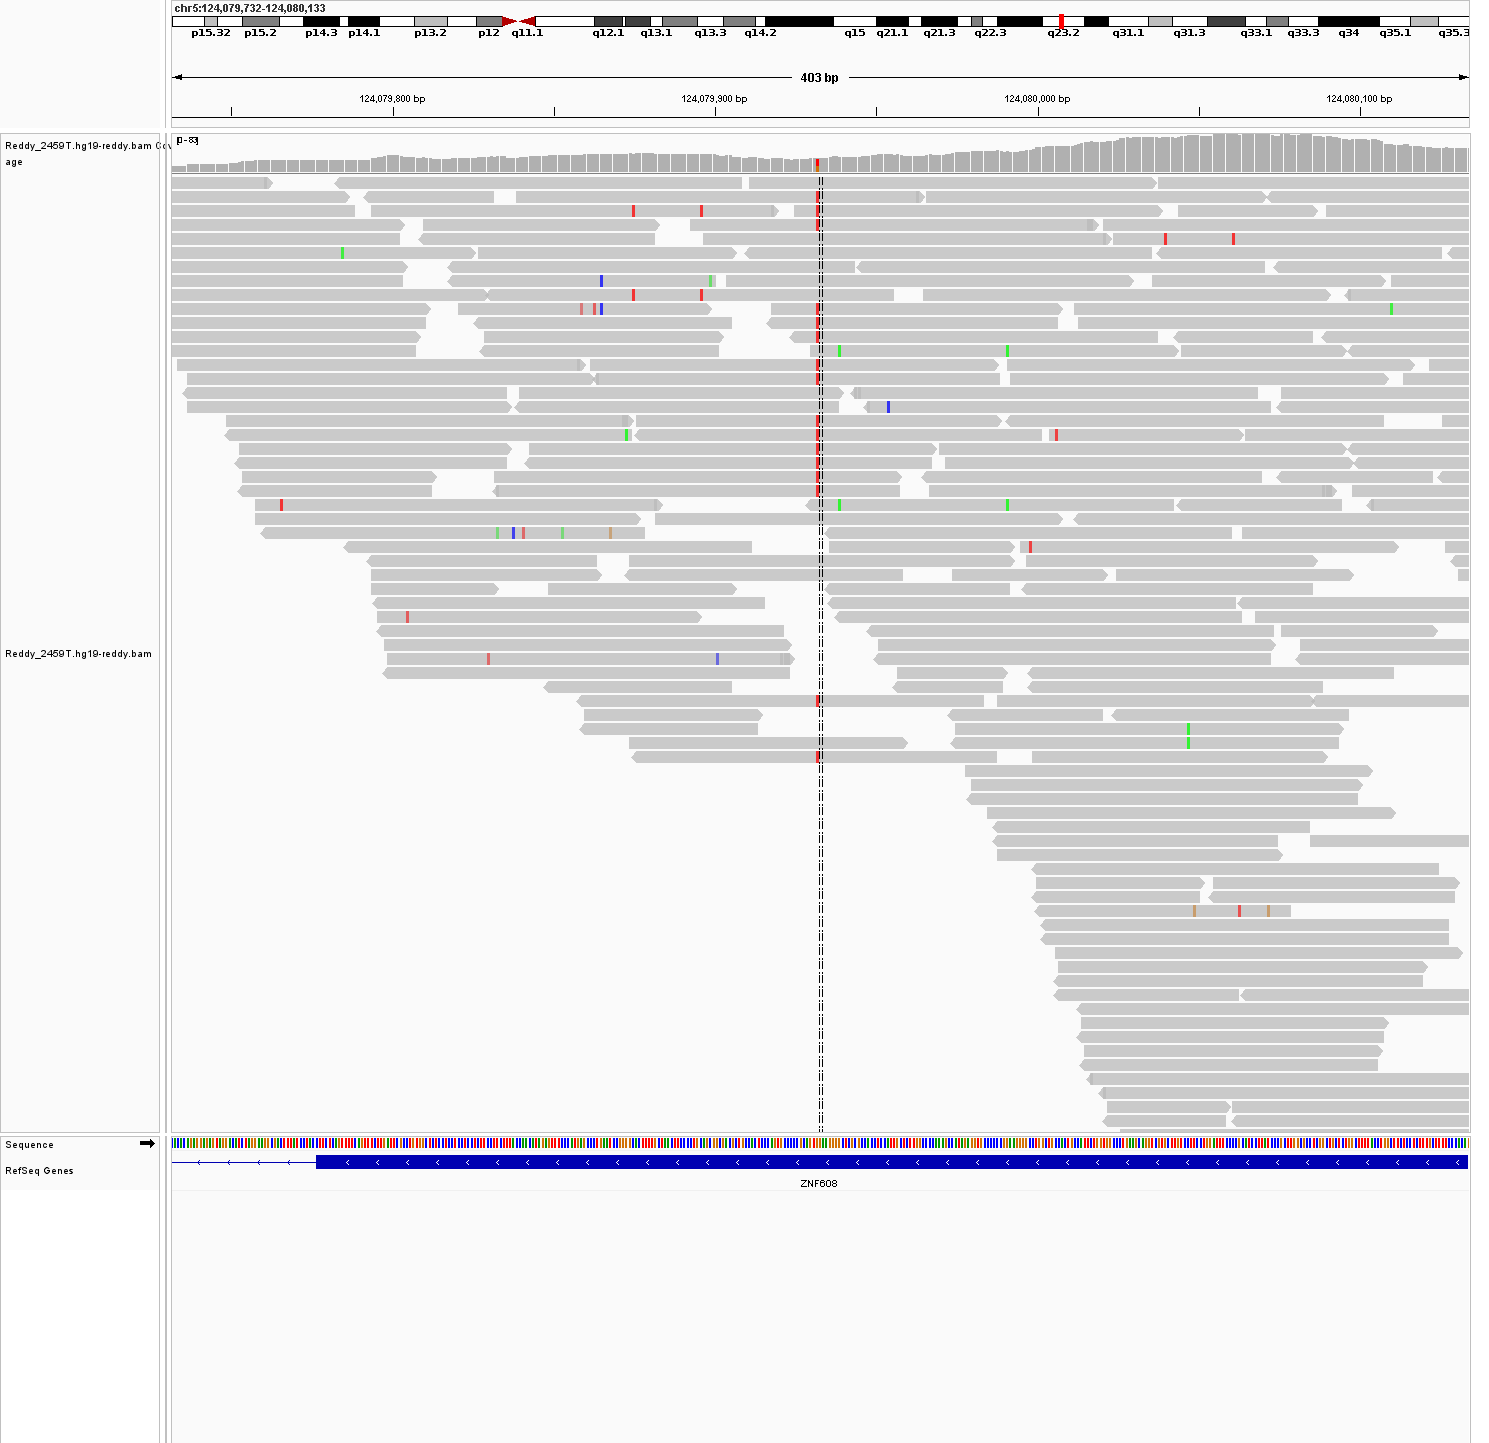 chr5:124,079,732-124,080,133
p15.32 p15.2 p14.3 p14.1 p13.2 p12 q11.1 q12.1 q13.1 q13.3 q14.2 q15 q21.1 q21.3 q22.3 q23.2 q31.1 q31.3 q33.1 q33.3 q34 q35.1 q35.3
403 bp
124,079,800 bp 124,079,900 bp 124,080,000 bp 124,080,100 bp
[0-83]
Reddy_2459T.hg19-reddy.bam Cov
age
Reddy_2459T.hg19-reddy.bam
Sequence
RefSeq Genes
ZNF608